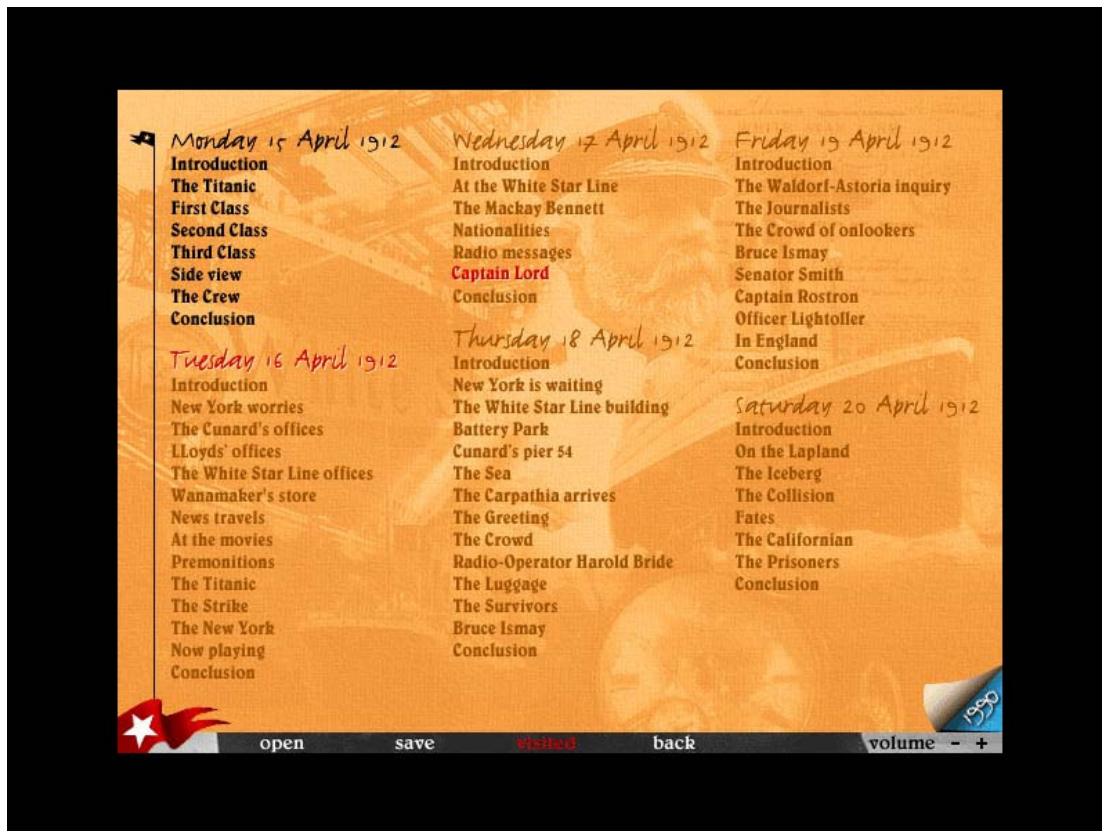 Monday 15 April 1912
Introduction
The Titanic
First Class
Second Class
Third Class
Side view
The Crew
Conclusion
Tuesday 16 April 1912
Introduction
New York worries
The Cunard's offices
LLoyds' offices
The White Star Line offices
Wanamaker's store
News travels
At the movies
Premonitions
The Titanic
The Strike
The New York
Now playing
Conclusion
Wednesday 17 April 1912
Introduction
At the White Star Line
The Mackay Bennett
Nationalities
Radio messages
Captain Lord
Conclusion
Thursday 18 April 1912
Introduction
New York is waiting
The White Star Line building
Battery Park
Cunard's pier 54
The Sea
The Carpathia arrives
The Greeting
The Crowd
Radio-Operator Harold Bride
The Luggage
The Survivors
Bruce Ismay
Conclusion
Friday 19 April 1912
Introduction
The Waldorf-Astoria inquiry
The Journalists
The Crowd of onlookers
Bruce Ismay
Senator Smith
Captain Rostron
Officer Lightoller
In England
Conclusion
Saturday 20 April 1912
Introduction
On the Lapland
The Iceberg
The Collision
Fates
The Californian
The Prisoners
Conclusion
1990
open save visited back volume - +